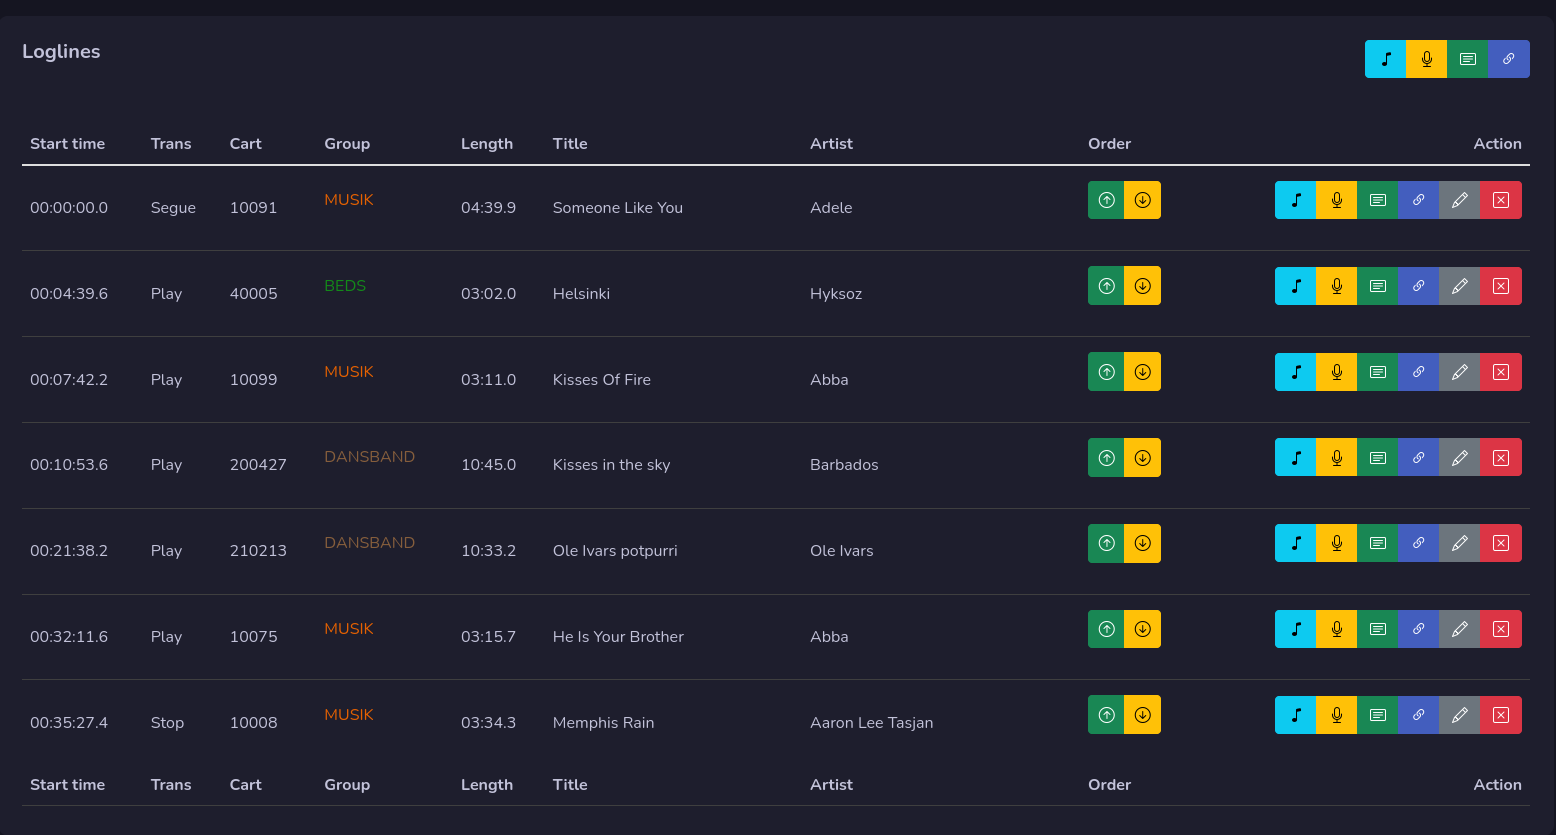 Loglines
Start time Trans Cart Group Length Title Artist Order Action
00:00:00.0 Segue 10091 MUSIK 04:39.9 Someone Like You Adele
00:04:39.6 Play 40005 BEDS 03:02.0 Helsinki Hyksoz
00:07:42.2 Play 10099 MUSIK 03:11.0 Kisses Of Fire Abba
00:10:53.6 Play 200427 DANSBAND 10:45.0 Kisses in the sky Barbados
00:21:38.2 Play 210213 DANSBAND 10:33.2 Ole Ivars potpurri Ole Ivars
00:32:11.6 Play 10075 MUSIK 03:15.7 He Is Your Brother Abba
00:35:27.4 Stop 10008 MUSIK 03:34.3 Memphis Rain Aaron Lee Tasjan
Start time Trans Cart Group Length Title Artist Order Action